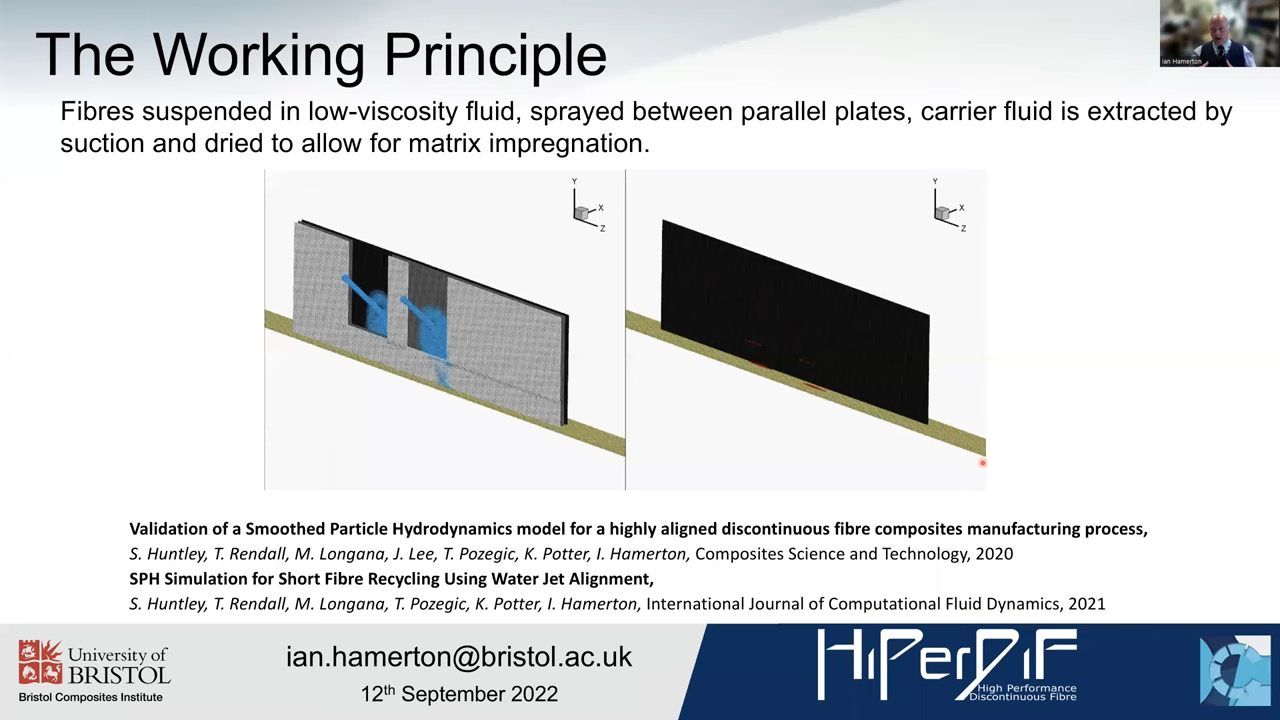 The Working Principle
Ian Hamerton
Fibres suspended in low-viscosity fluid, sprayed between parallel plates, carrier fluid is extracted by
suction and dried to allow for matrix impregnation.
Y
X
Z
Y
X
Z
Validation of a Smoothed Particle Hydrodynamics model for a highly aligned discontinuous fibre composites manufacturing process,
S. Huntley, T. Rendall, M. Longana, J. Lee, T. Pozegic, K. Potter, I. Hamerton, Composites Science and Technology, 2020
SPH Simulation for Short Fibre Recycling Using Water Jet Alignment,
S. Huntley, T. Rendall, M. Longana, T. Pozegic, K. Potter, I. Hamerton, International Journal of Computational Fluid Dynamics, 2021
University of
BRISTOL
Bristol Composites Institute
ian.hamerton@bristol.ac.uk
12th September 2022
HiPerDiF
High Performance
Discontinuous Fibre